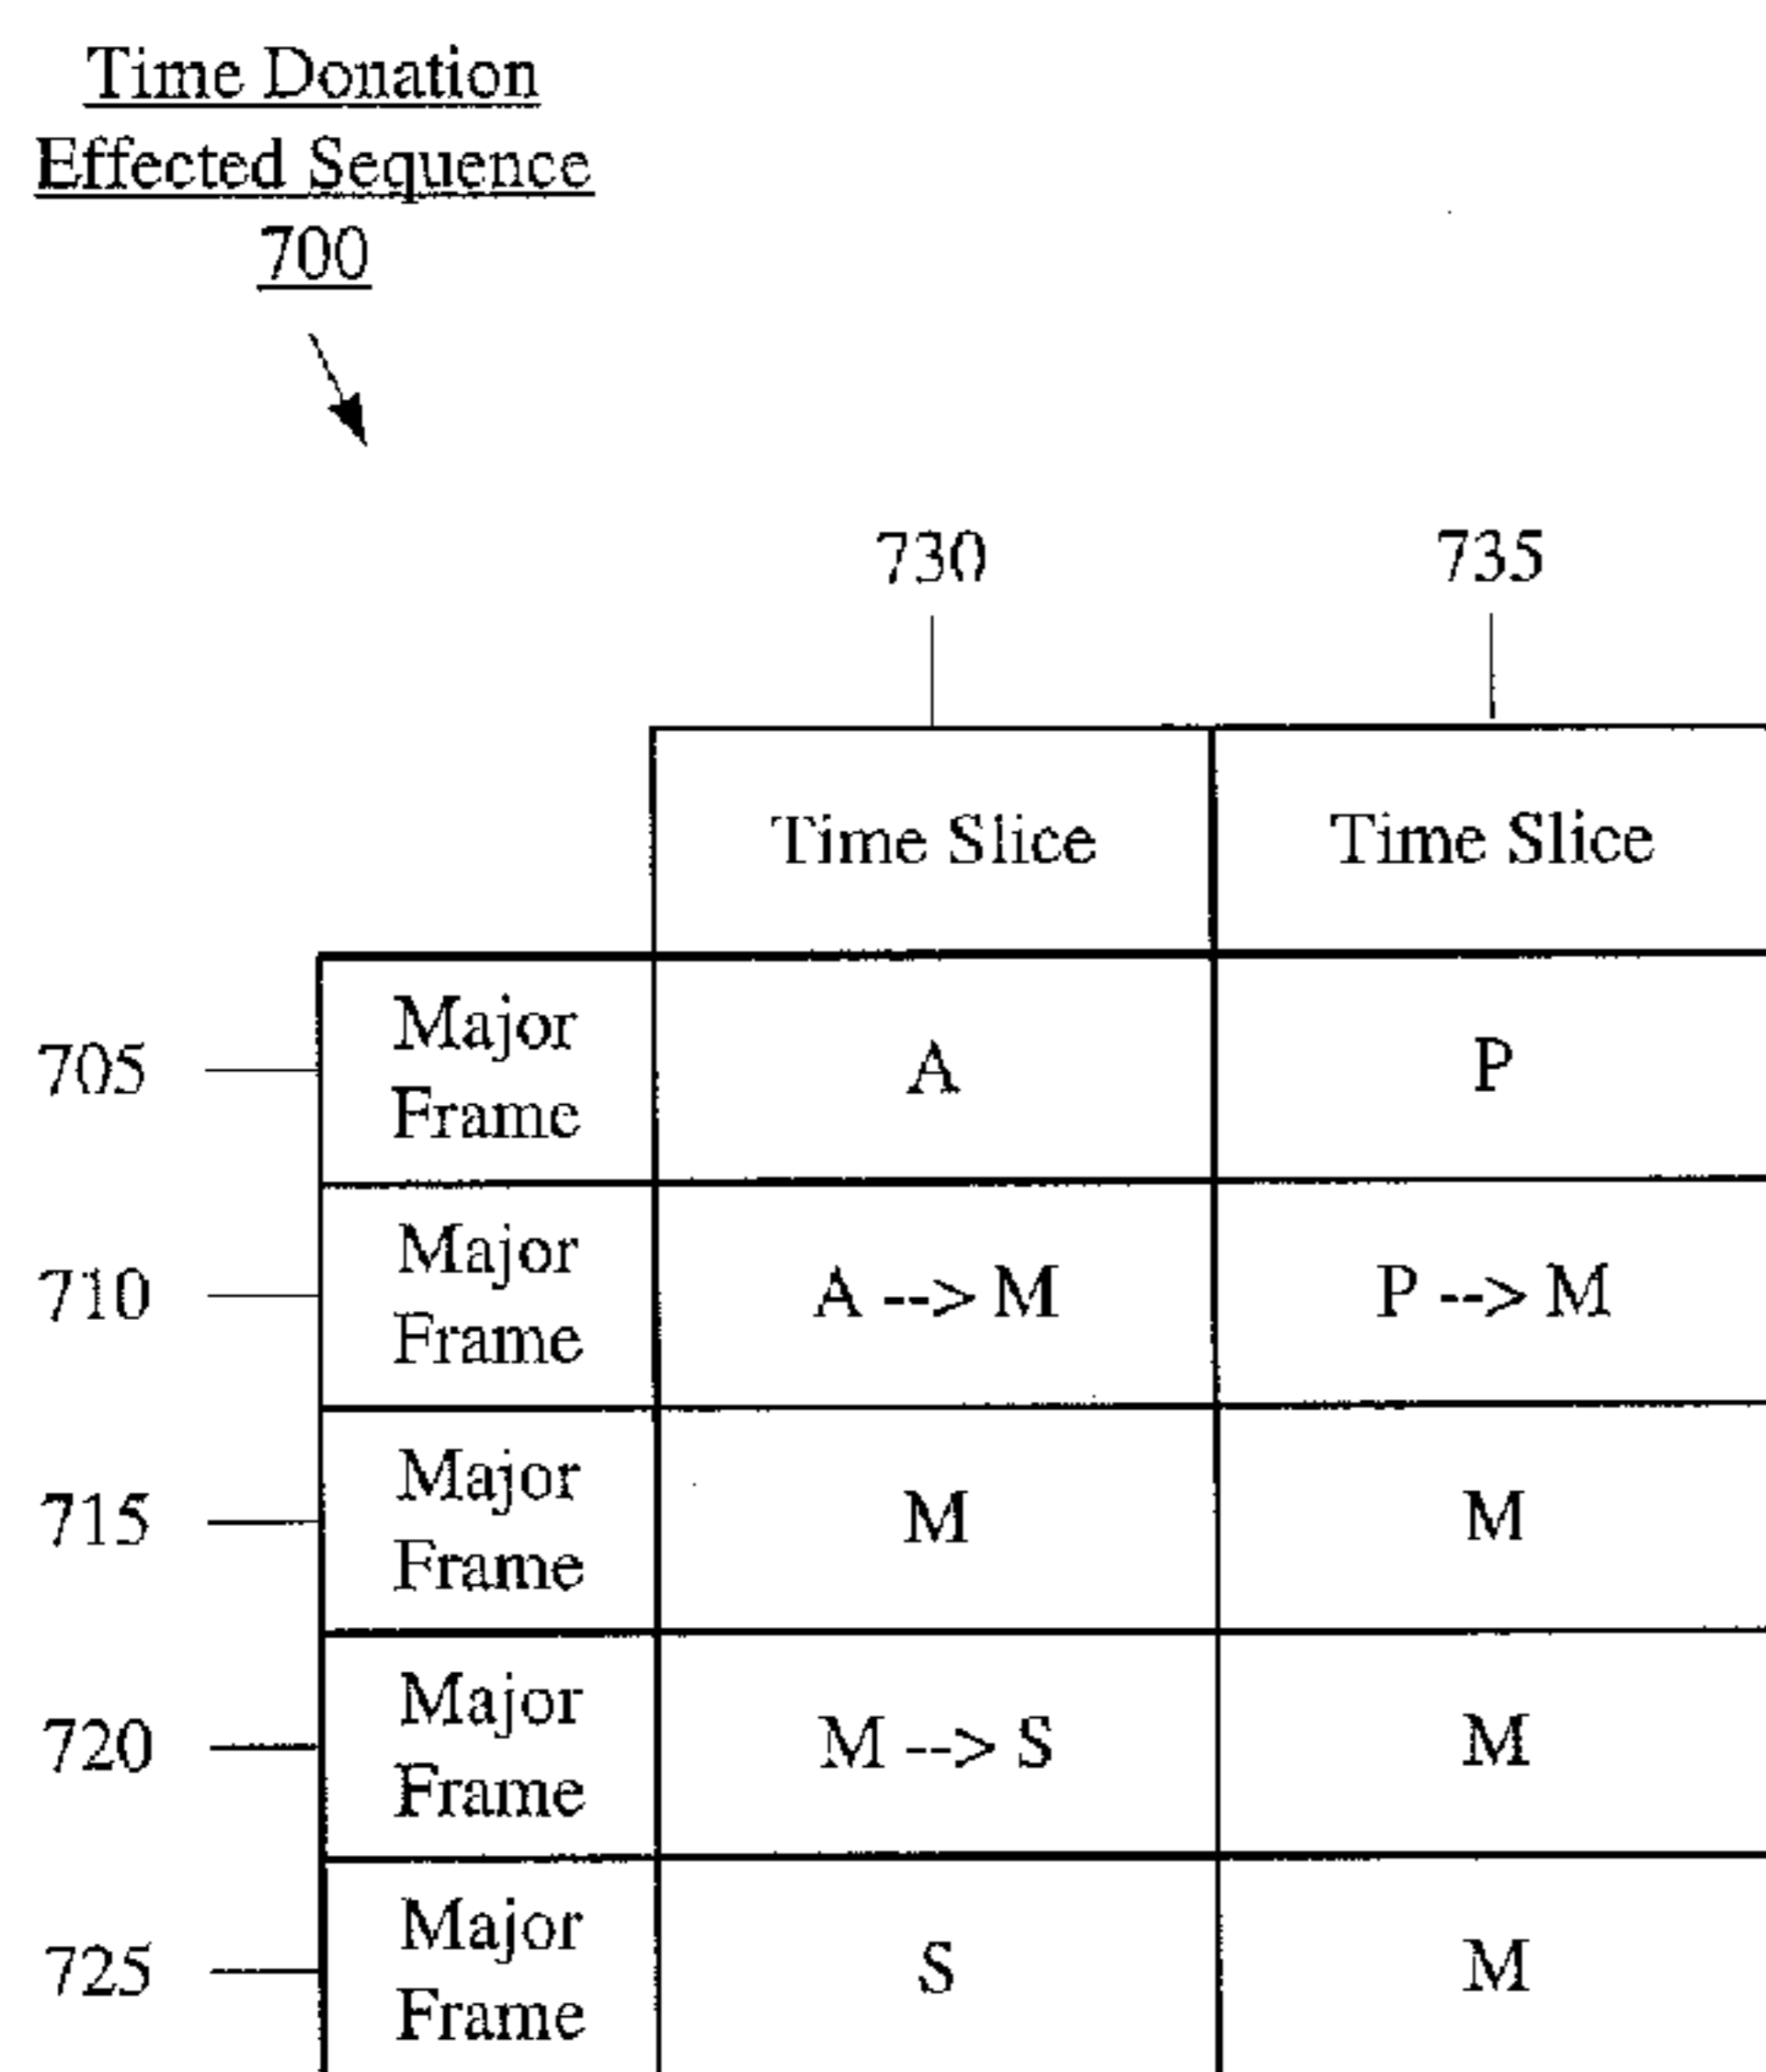 Time Donation
Effected Sequence
700
730 735
Time Slice Time Slice
705 Major Frame A P
710 Major Frame A --> M P --> M
715 Major Frame M M
720 Major Frame M --> S M
725 Major Frame S M